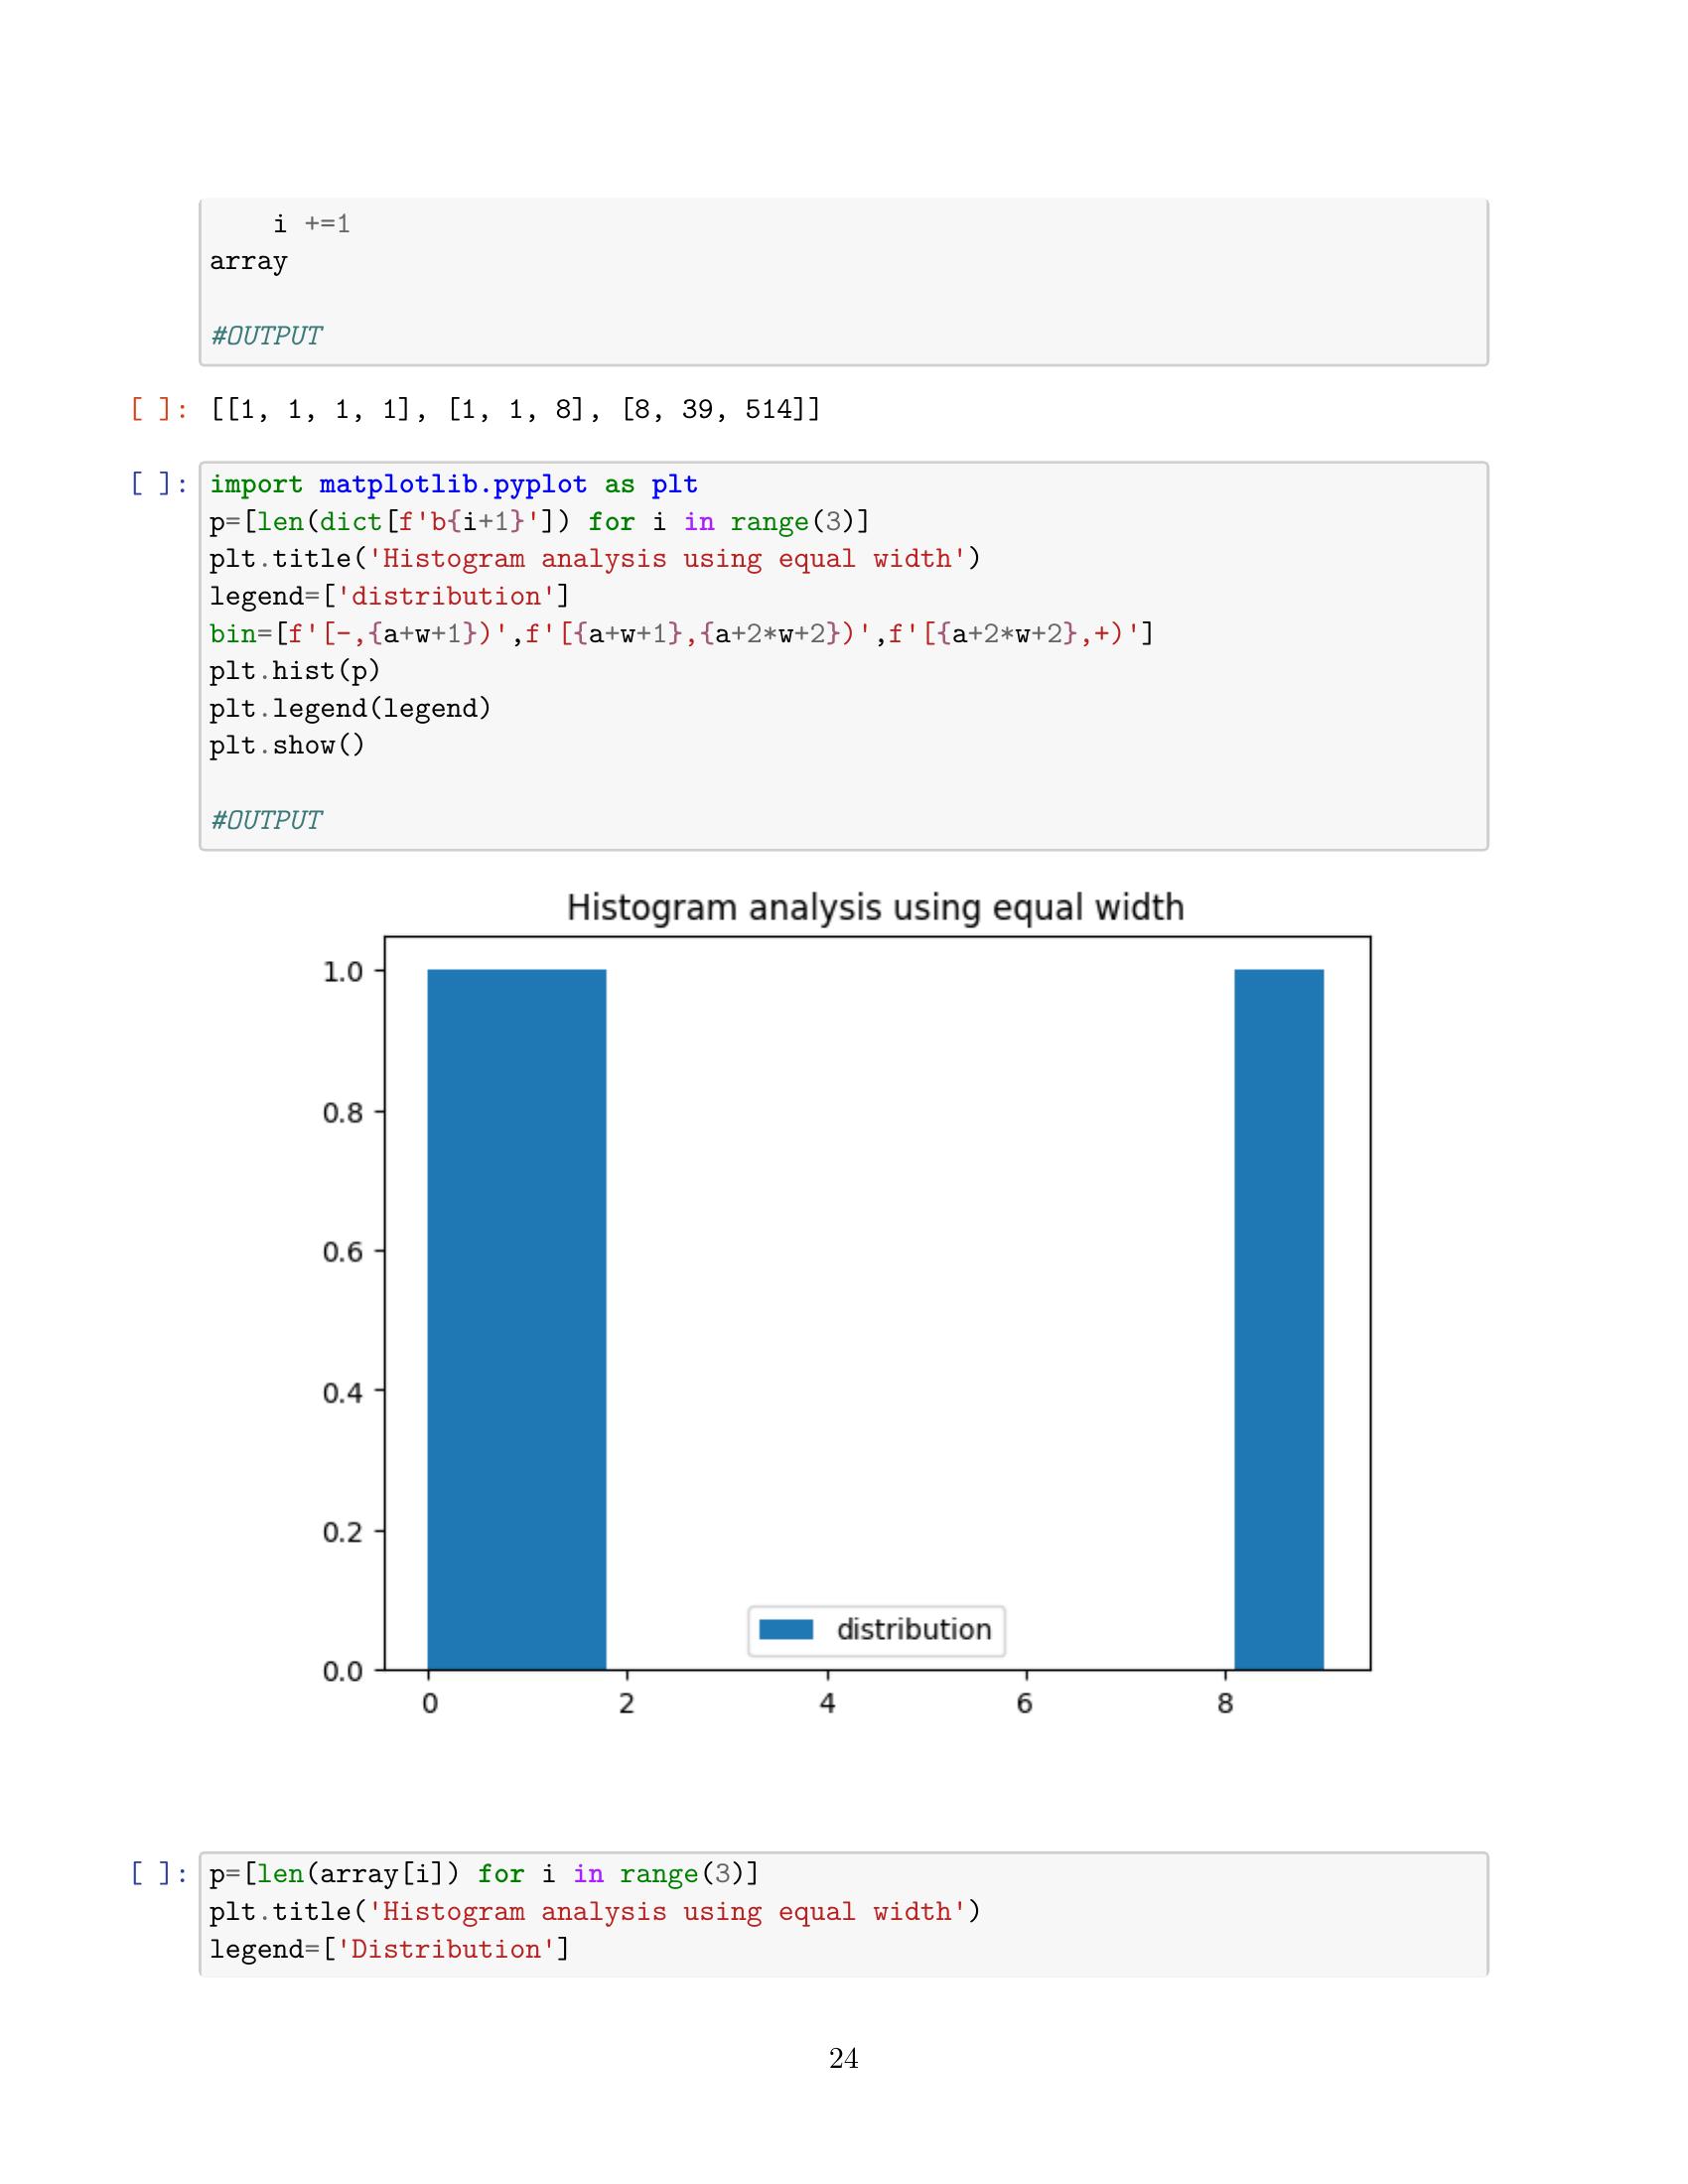 i +=1
array
#OUTPUT
[ ]: [[1, 1, 1, 1], [1, 1, 8], [8, 39, 514]]
[ ]: import matplotlib.pyplot as plt
p=[len(dict[f'b{i+1}']) for i in range(3)]
plt.title('Histogram analysis using equal width')
legend=['distribution']
bin=[f'[-,{a+w+1})',f'[{a+w+1},{a+2*w+2})',f'[{a+2*w+2},+)']
plt.hist(p)
plt.legend(legend)
plt.show()
#OUTPUT
Histogram analysis using equal width
1.0
0.8
0.6
0.4
0.2
0.0
distribution
0 2 4 6 8
[ ]: p=[len(array[i]) for i in range(3)]
plt.title('Histogram analysis using equal width')
legend=['Distribution']
24